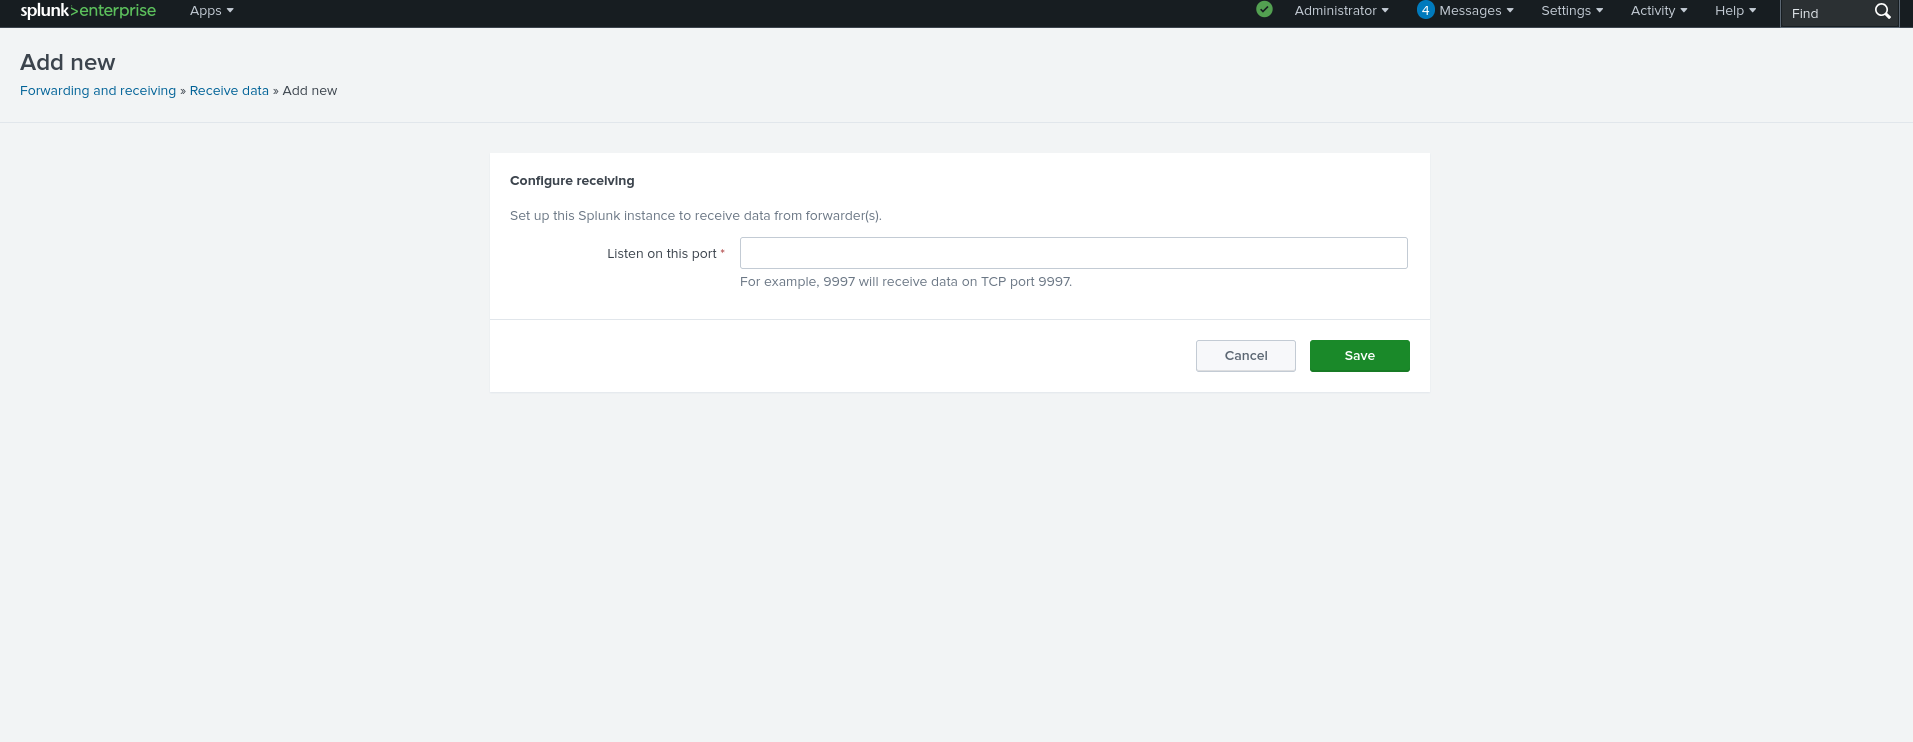 splunk>enterprise Apps Administrator 4 Messages Settings Activity Help Find
Add new
Forwarding and receiving » Receive data » Add new
Configure receiving
Set up this Splunk instance to receive data from forwarder(s).
Listen on this port *
For example, 9997 will receive data on TCP port 9997.
Cancel Save